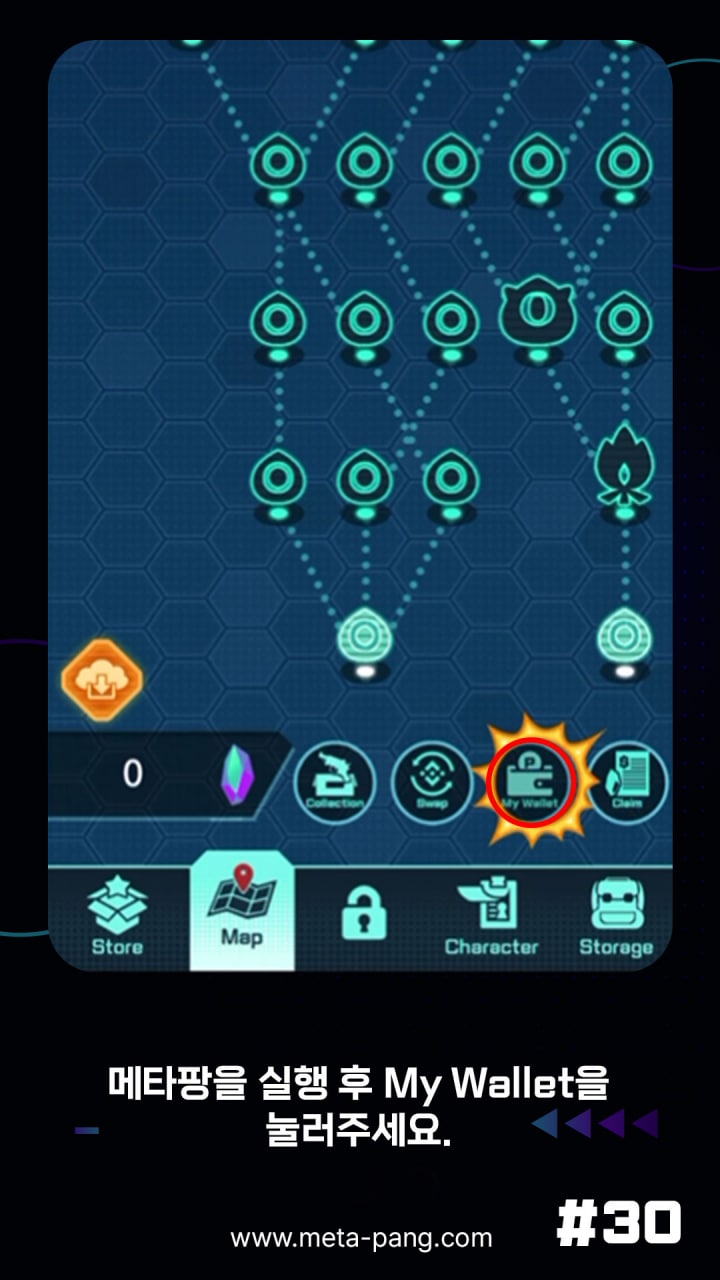 0
Collection
Swap
My Wallet
Claim
Store
Map
Character
Storage
메타팡을 실행 후 My Wallet을
눌러주세요.
#30
www.meta-pang.com